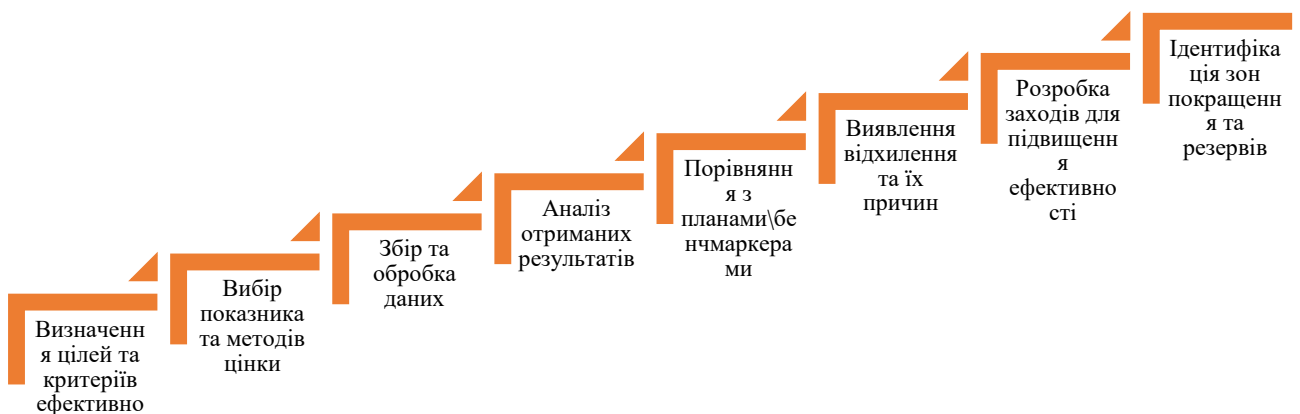 Визначенн
я цілей та
критеріїв
ефективно
Вибір
показника
та методів
цінки
Збір та
обробка
даних
Аналіз
отриманих
результатів
Порівнянн
я з
планами\бе
нчмаркера
ми
Виявлення
відхилення
та їх
причин
Розробка
заходів для
підвищенн
я
ефективно
сті
Ідентифіка
ція зон
покращенн
я та
резервів